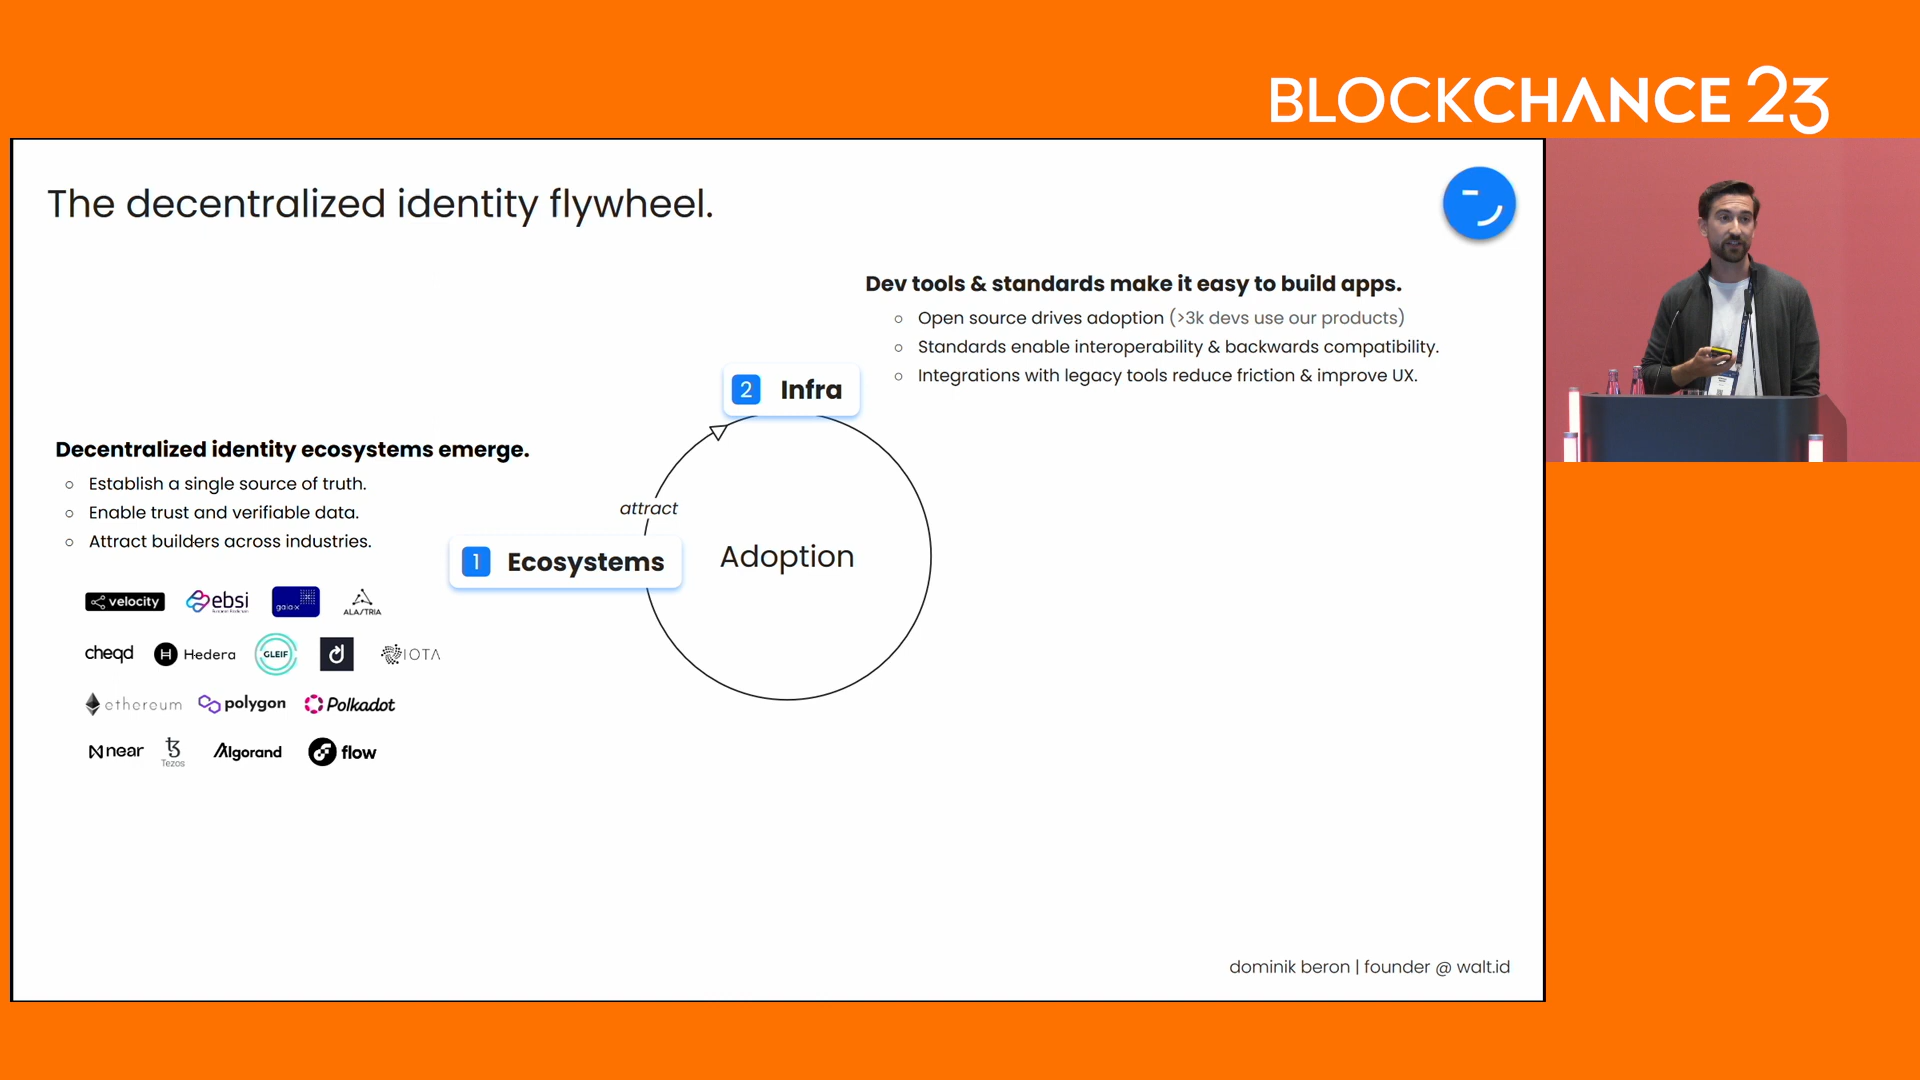 BLOCKCHANCE 23
The decentralized identity flywheel.
Dev tools & standards make it easy to build apps.
Open source drives adoption (>3k devs use our products)
Standards enable interoperability & backwards compatibility.
Integrations with legacy tools reduce friction & improve UX.
2 Infra
Decentralized identity ecosystems emerge.
Establish a single source of truth.
Enable trust and verifiable data.
Attract builders across industries.
attract
1 Ecosystems
Adoption
velocity ebsi gaia-x ALASTRIA
cheqd Hedera GLEIF IOTA
ethereum polygon Polkadot
near Tezos Algorand flow
dominik beron | founder @ walt.id